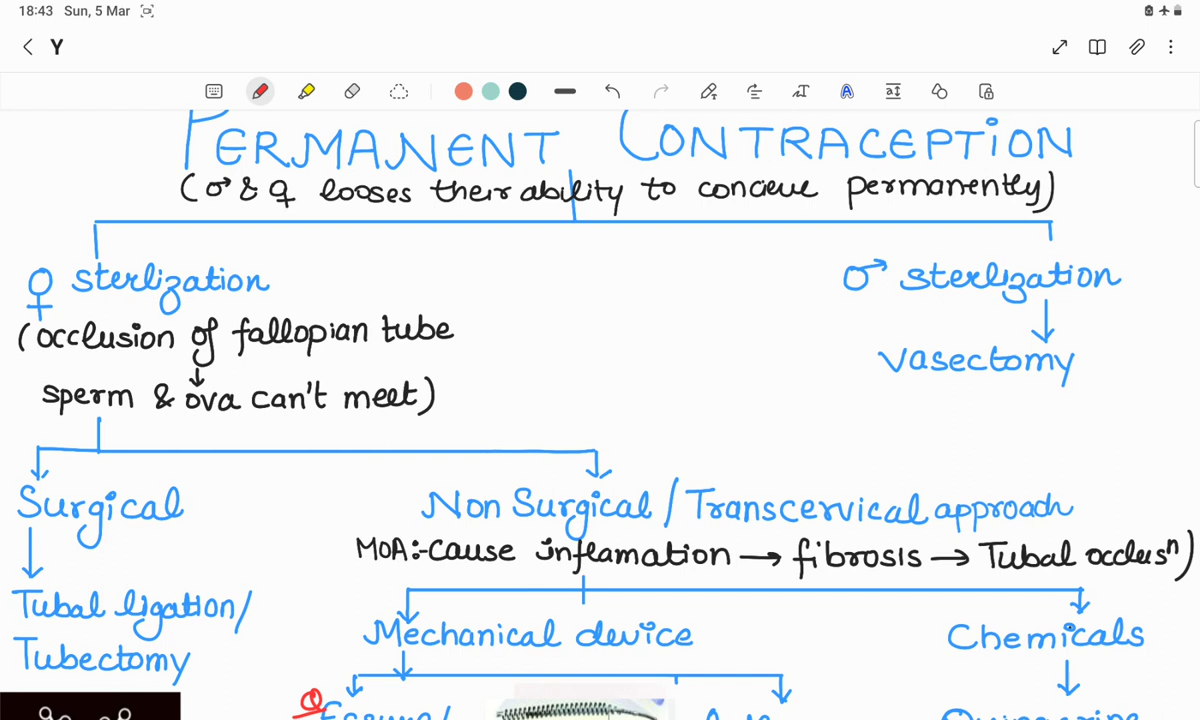 18:43 Sun, 5 Mar
Y
PERMANENT CONTRACEPTION
(♂ & ♀ looses their ability to concieve permanently)
♀ sterlization
(occlusion of fallopian tube
↓
sperm & ova can't meet)
♂ sterlization
↓
vasectomy
Surgical
↓
Tubal ligation/
Tubectomy
Non Surgical / Transcervical approach
MOA:- cause inflamation → fibrosis → Tubal occlusⁿ)
Mechanical device
Chemicals
Q